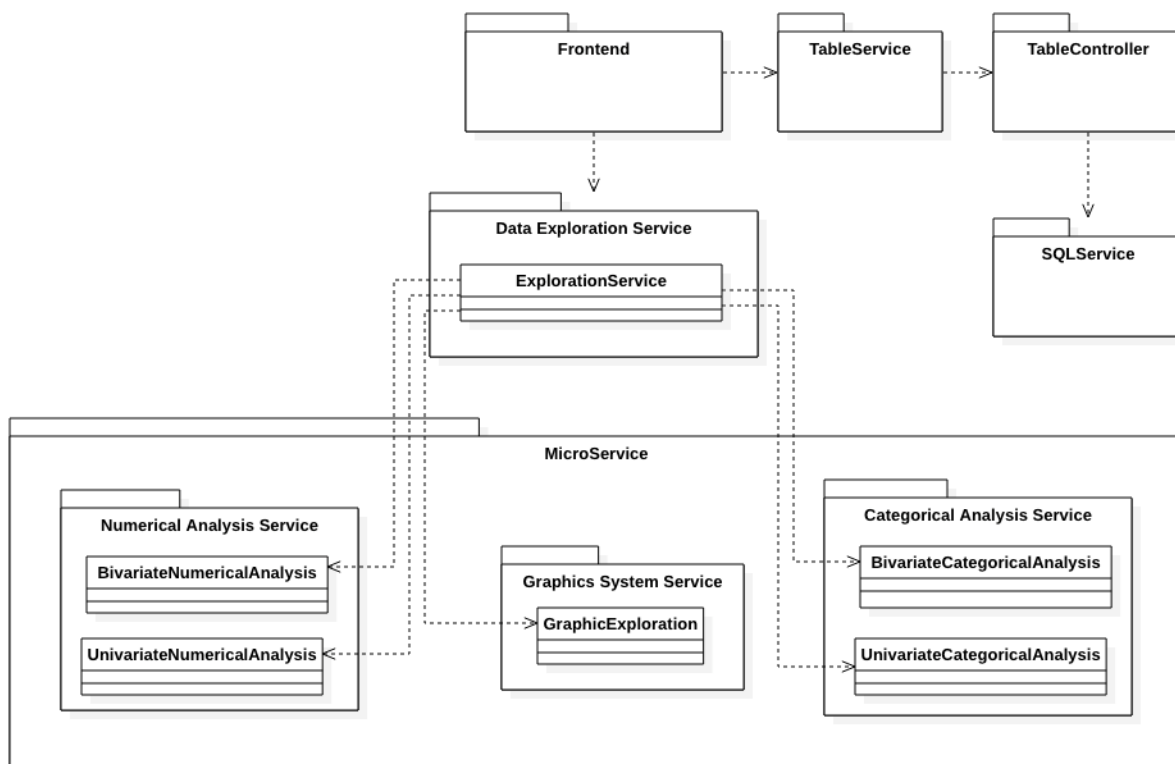 Frontend
TableService
TableController
Data Exploration Service
SQLService
ExplorationService
MicroService
Numerical Analysis Service
Categorical Analysis Service
BivariateNumericalAnalysis
Graphics System Service
BivariateCategoricalAnalysis
GraphicExploration
UnivariateNumericalAnalysis
UnivariateCategoricalAnalysis